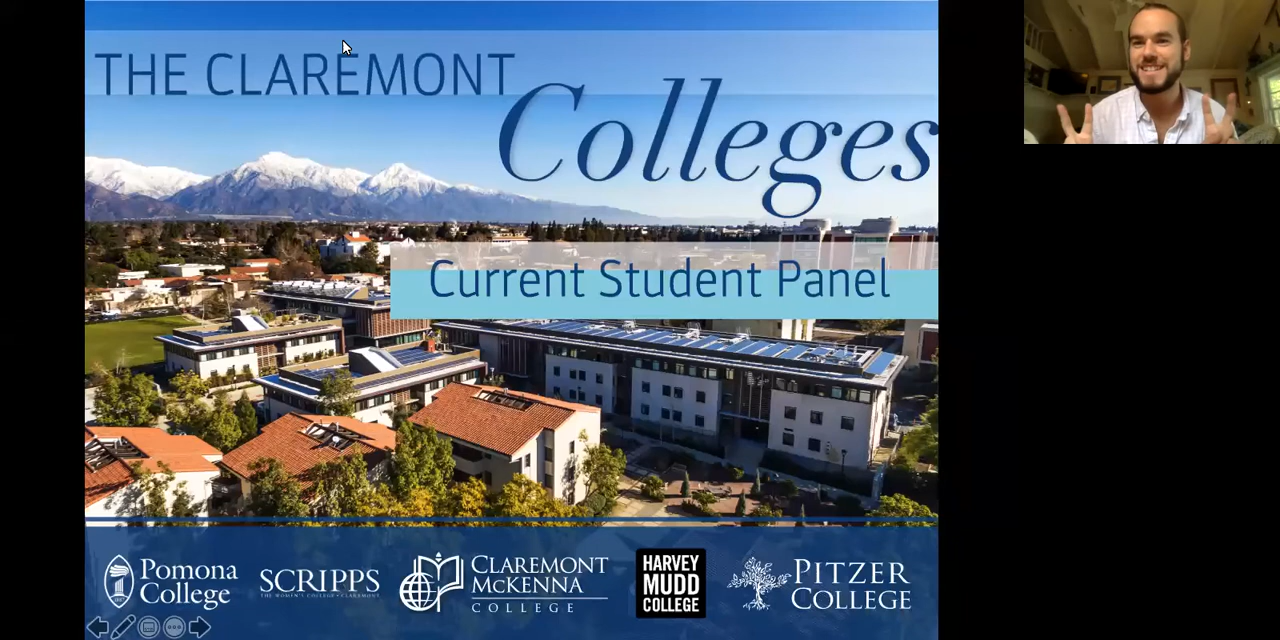 THE CLAREMONT
Colleges
Current Student Panel
Pomona
College
SCRIPPS
THE WOMEN'S COLLEGE • CLAREMONT
CLAREMONT
MCKENNA
COLLEGE
HARVEY
MUDD
COLLEGE
PITZER
COLLEGE